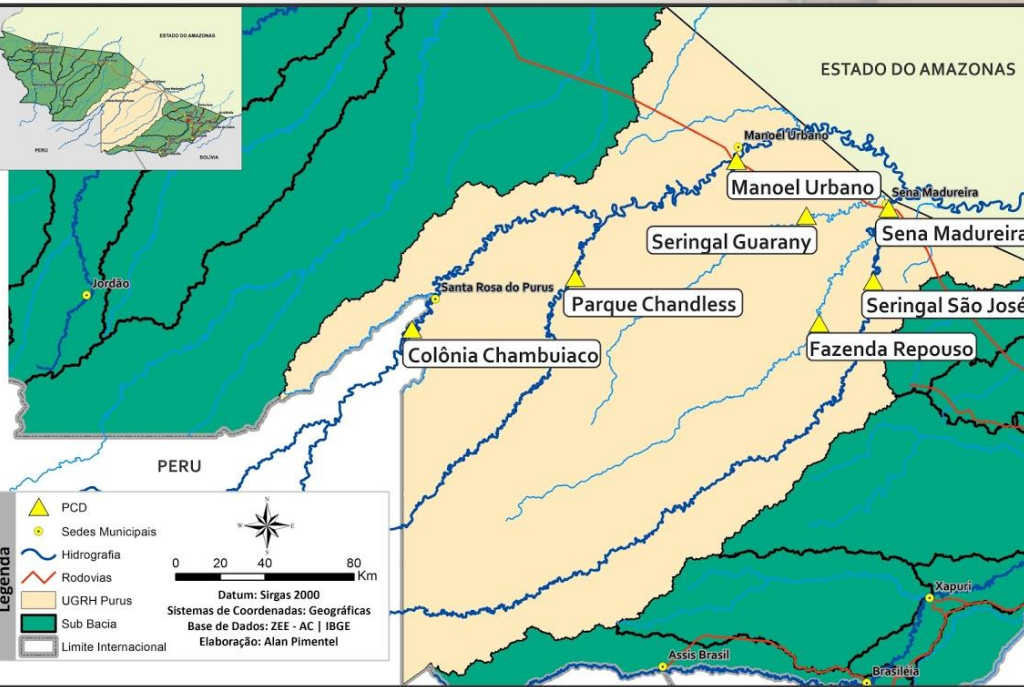 ESTADO DO AMAZONAS
PERU
BOLÍVIA
ESTADO DO AMAZONAS
Manoel Urbano
Manoel Urbano
Sena Madureira
Seringal Guarany
Sena Madureira
Jordão
Santa Rosa do Purus
Parque Chandless
Seringal São José
Colônia Chambuiaco
Fazenda Repouso
PERU
Legenda
PCD
Sedes Municipais
Hidrografia
Rodovias
UGRH Purus
Sub Bacia
Limite Internacional
N
W
E
S
0 20 40 80
Km
Datum: Sirgas 2000
Sistemas de Coordenadas: Geográficas
Base de Dados: ZEE - AC | IBGE
Elaboração: Alan Pimentel
Xapuri
Assis Brasil
Brasiléia